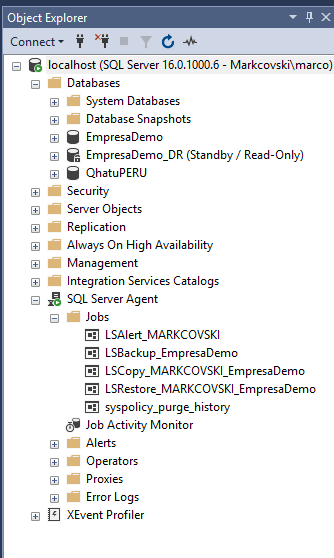 Object Explorer
Connect
localhost (SQL Server 16.0.1000.6 - Markcovski\marco)
Databases
System Databases
Database Snapshots
EmpresaDemo
EmpresaDemo_DR (Standby / Read-Only)
QhatuPERU
Security
Server Objects
Replication
Always On High Availability
Management
Integration Services Catalogs
SQL Server Agent
Jobs
LSAlert_MARKCOVSKI
LSBackup_EmpresaDemo
LSCopy_MARKCOVSKI_EmpresaDemo
LSRestore_MARKCOVSKI_EmpresaDemo
syspolicy_purge_history
Job Activity Monitor
Alerts
Operators
Proxies
Error Logs
XEvent Profiler